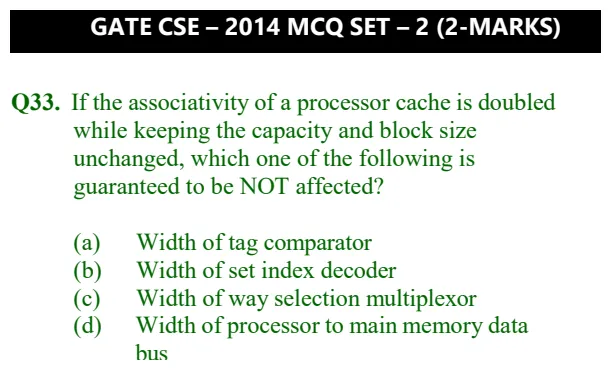 GATE CSE – 2014 MCQ SET – 2 (2-MARKS)
Q33. If the associativity of a processor cache is doubled
while keeping the capacity and block size
unchanged, which one of the following is
guaranteed to be NOT affected?
(a) Width of tag comparator
(b) Width of set index decoder
(c) Width of way selection multiplexor
(d) Width of processor to main memory data
bus